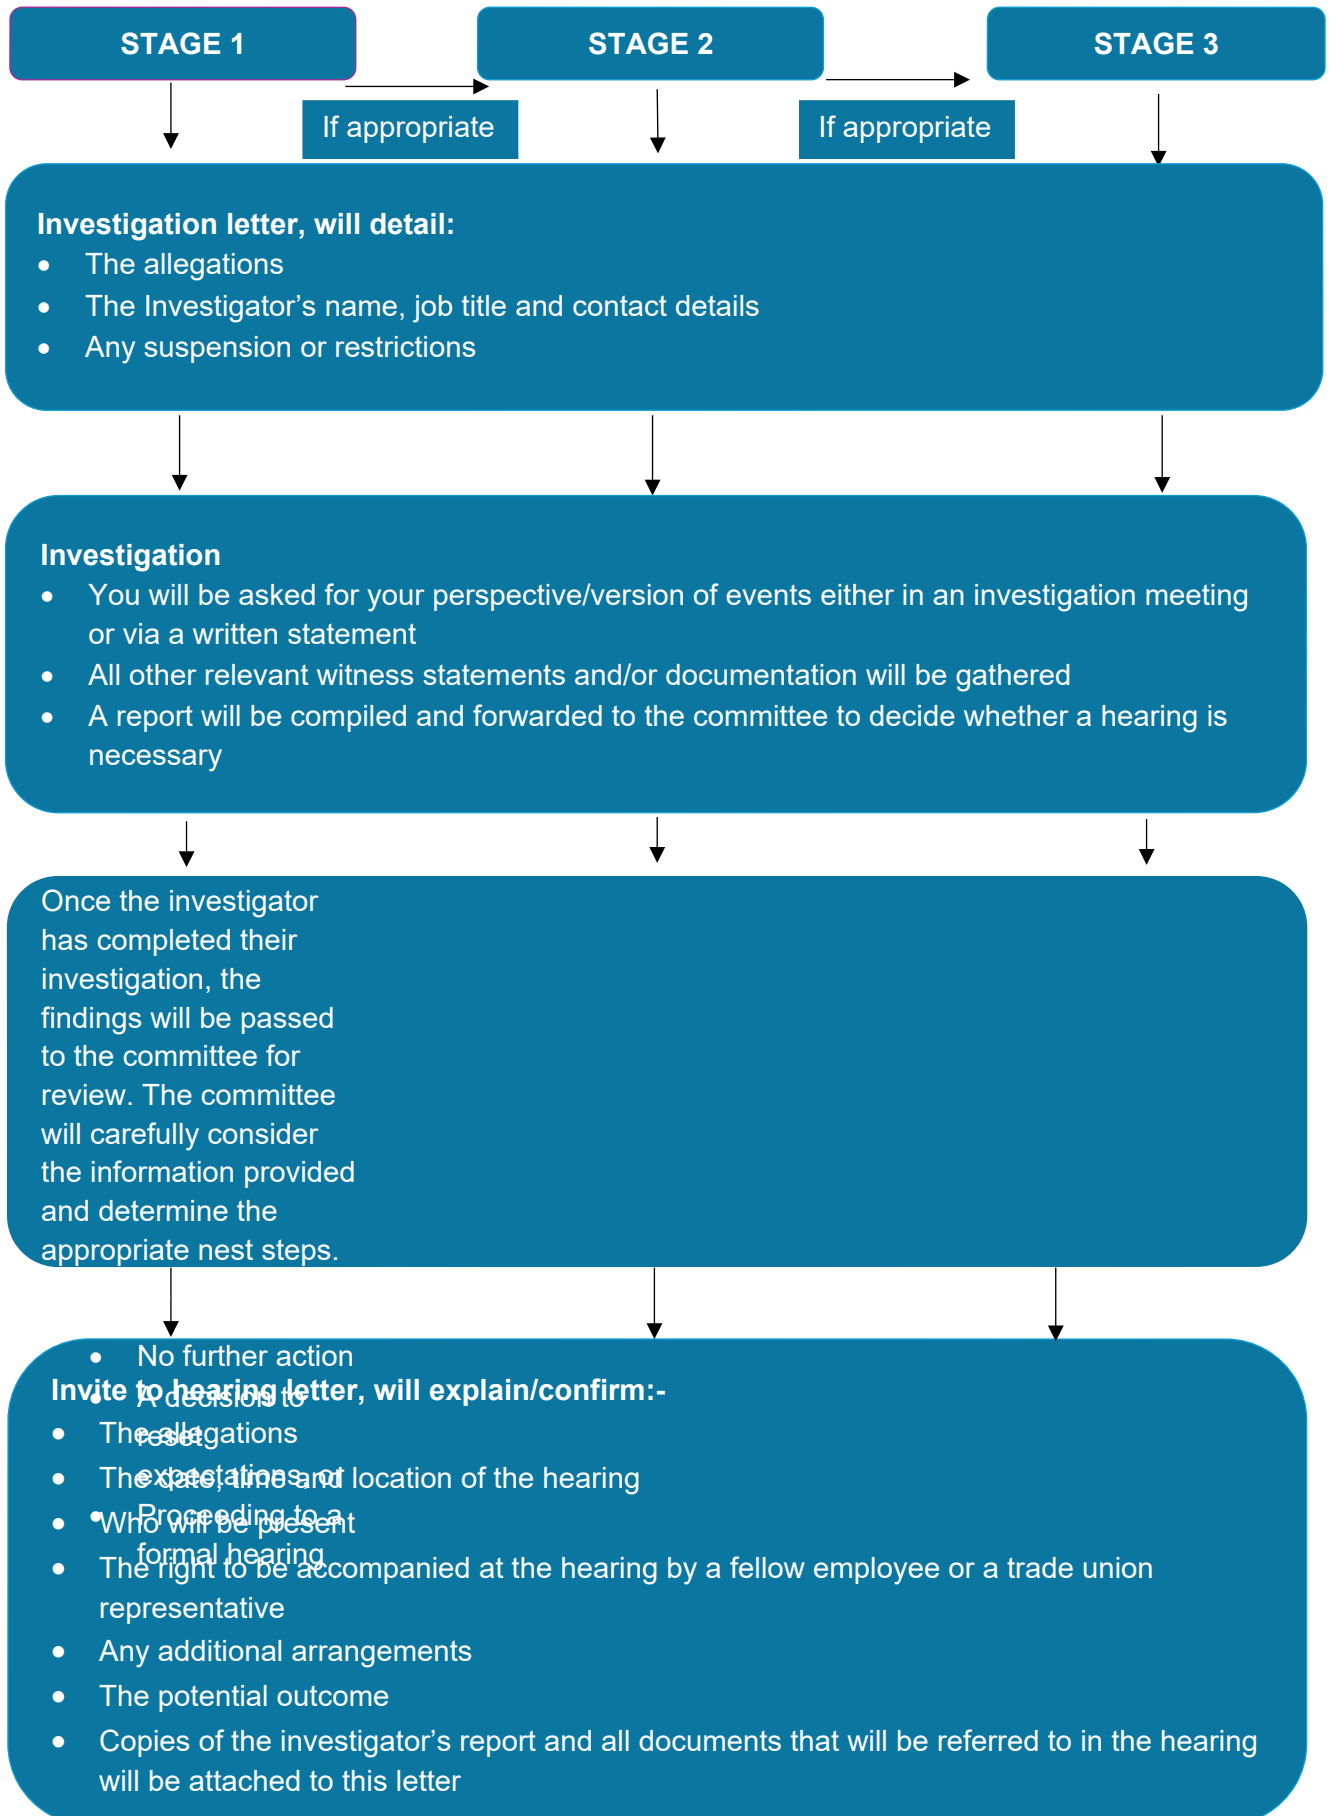 STAGE 1
STAGE 2
STAGE 3
If appropriate
If appropriate
Investigation letter, will detail:
• The allegations
• The Investigator’s name, job title and contact details
• Any suspension or restrictions
Investigation
• You will be asked for your perspective/version of events either in an investigation meeting
or via a written statement
• All other relevant witness statements and/or documentation will be gathered
• A report will be compiled and forwarded to the committee to decide whether a hearing is
necessary
Once the investigator
has completed their
investigation, the
findings will be passed
to the committee for
review. The committee
will carefully consider
the information provided
and determine the
appropriate nest steps.
• No further action
• A decision to
reset
expectations, or
• Proceeding to a
formal hearing
Invite to hearing letter, will explain/confirm:-
• The allegations
• The date, time and location of the hearing
• Who will be present
• The right to be accompanied at the hearing by a fellow employee or a trade union
representative
• Any additional arrangements
• The potential outcome
• Copies of the investigator’s report and all documents that will be referred to in the hearing
will be attached to this letter